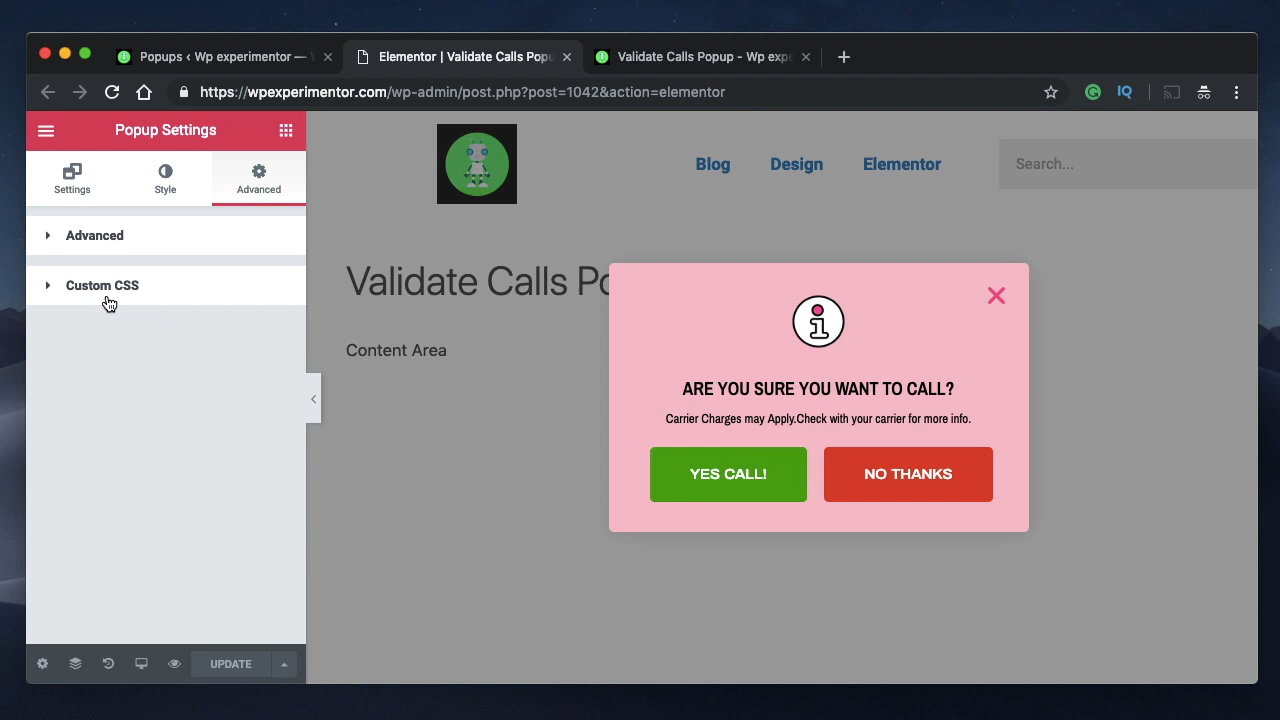 Popups ‹ Wp experimentor —
Elementor | Validate Calls Popu
Validate Calls Popup - Wp expe
https://wpexperimentor.com/wp-admin/post.php?post=1042&action=elementor
IQ
Popup Settings
Settings
Style
Advanced
Advanced
Custom CSS
UPDATE
Blog
Design
Elementor
Search...
Validate Calls Po
Content Area
ARE YOU SURE YOU WANT TO CALL?
Carrier Charges may Apply.Check with your carrier for more info.
YES CALL!
NO THANKS